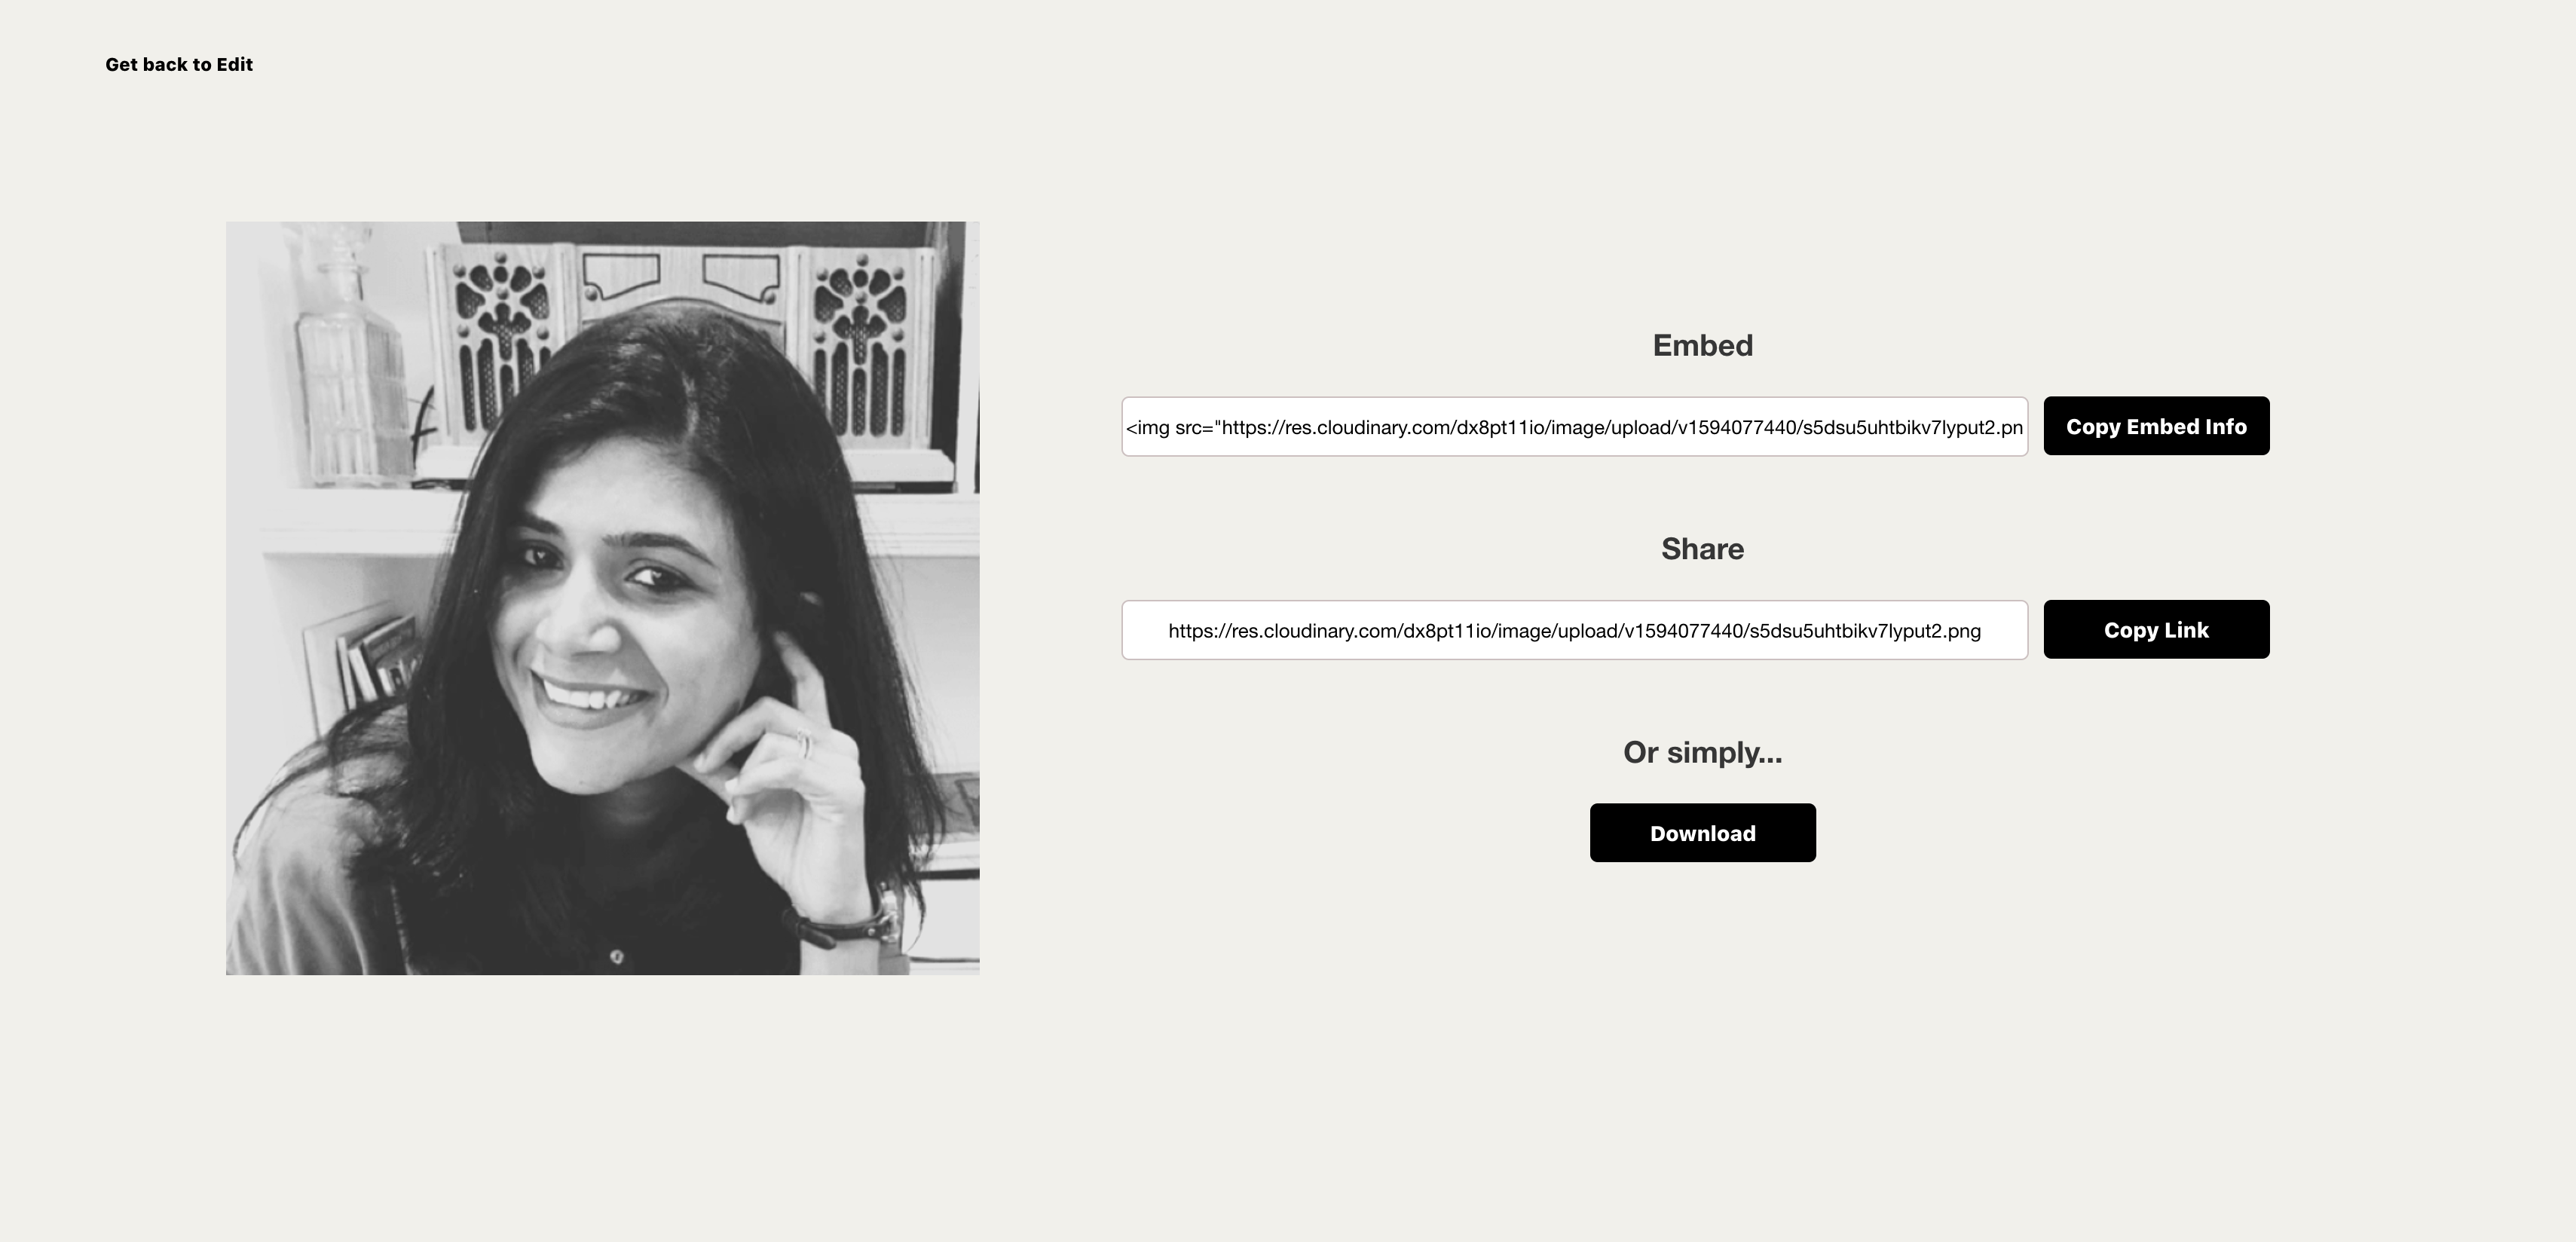 Get back to Edit
Embed
<img src="https://res.cloudinary.com/dx8pt11io/image/upload/v1594077440/s5dsu5uhtbikv7lyput2.pn
Copy Embed Info
Share
https://res.cloudinary.com/dx8pt11io/image/upload/v1594077440/s5dsu5uhtbikv7lyput2.png
Copy Link
Or simply...
Download